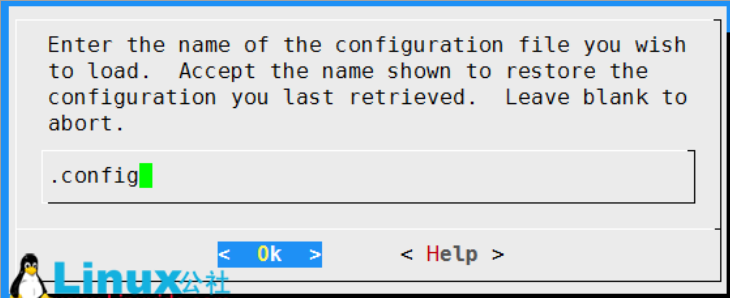 Enter the name of the configuration file you wish
to load.  Accept the name shown to restore the
configuration you last retrieved.  Leave blank to
abort.
.config
<  Ok  > < Help >
Linux公社